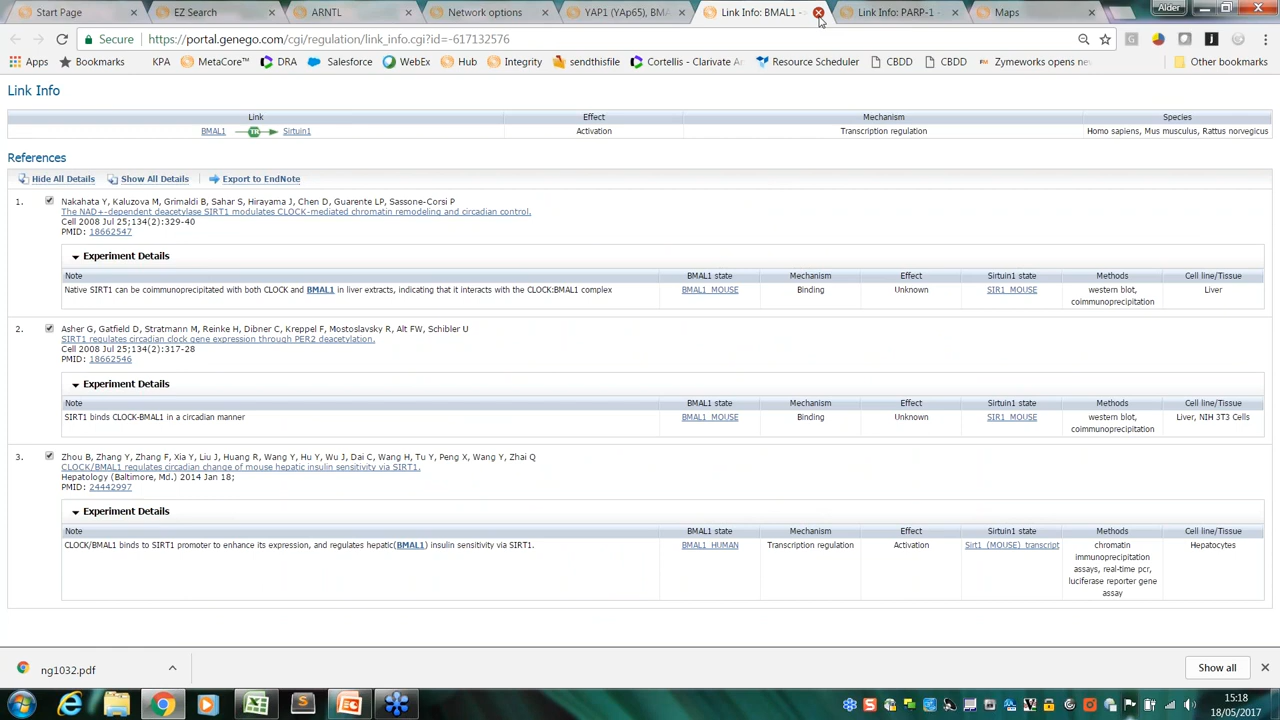 Start Page
EZ Search
ARNTL
Network options
YAP1 (YAp65), BMA
Link Info: BMAL1 -
Link Info: PARP-1 -
Maps
Alder
Secure https://portal.genego.com/cgi/regulation/link_info.cgi?id=-617132576
Apps Bookmarks KPA MetaCore™ DRA Salesforce WebEx Hub Integrity sendthisfile Cortellis - Clarivate An Resource Scheduler CBDD CBDD Zymeworks opens new Other bookmarks
Link Info
Link Effect Mechanism Species
BMAL1 TR Sirtuin1 Activation Transcription regulation Homo sapiens, Mus musculus, Rattus norvegicus
References
Hide All Details Show All Details Export to EndNote
1. Nakahata Y, Kaluzova M, Grimaldi B, Sahar S, Hirayama J, Chen D, Guarente LP, Sassone-Corsi P
The NAD+-dependent deacetylase SIRT1 modulates CLOCK-mediated chromatin remodeling and circadian control.
Cell 2008 Jul 25;134(2):329-40
PMID: 18662547
Experiment Details
Note BMAL1 state Mechanism Effect Sirtuin1 state Methods Cell line/Tissue
Native SIRT1 can be coimmunoprecipitated with both CLOCK and BMAL1 in liver extracts, indicating that it interacts with the CLOCK:BMAL1 complex BMAL1_MOUSE Binding Unknown SIR1_MOUSE western blot, Liver
coimmunoprecipitation
2. Asher G, Gatfield D, Stratmann M, Reinke H, Dibner C, Kreppel F, Mostoslavsky R, Alt FW, Schibler U
SIRT1 regulates circadian clock gene expression through PER2 deacetylation.
Cell 2008 Jul 25;134(2):317-28
PMID: 18662546
Experiment Details
Note BMAL1 state Mechanism Effect Sirtuin1 state Methods Cell line/Tissue
SIRT1 binds CLOCK-BMAL1 in a circadian manner BMAL1_MOUSE Binding Unknown SIR1_MOUSE western blot, Liver, NIH 3T3 Cells
coimmunoprecipitation
3. Zhou B, Zhang Y, Zhang F, Xia Y, Liu J, Huang R, Wang Y, Hu Y, Wu J, Dai C, Wang H, Tu Y, Peng X, Wang Y, Zhai Q
CLOCK/BMAL1 regulates circadian change of mouse hepatic insulin sensitivity via SIRT1.
Hepatology (Baltimore, Md.) 2014 Jan 18;
PMID: 24442997
Experiment Details
Note BMAL1 state Mechanism Effect Sirtuin1 state Methods Cell line/Tissue
CLOCK/BMAL1 binds to SIRT1 promoter to enhance its expression, and regulates hepatic(BMAL1) insulin sensitivity via SIRT1. BMAL1_HUMAN Transcription regulation Activation Sirt1 (MOUSE) transcript chromatin Hepatocytes
immunoprecipitation
assays, real-time pcr,
luciferase reporter gene
assay
ng1032.pdf
Show all
15:18
18/05/2017